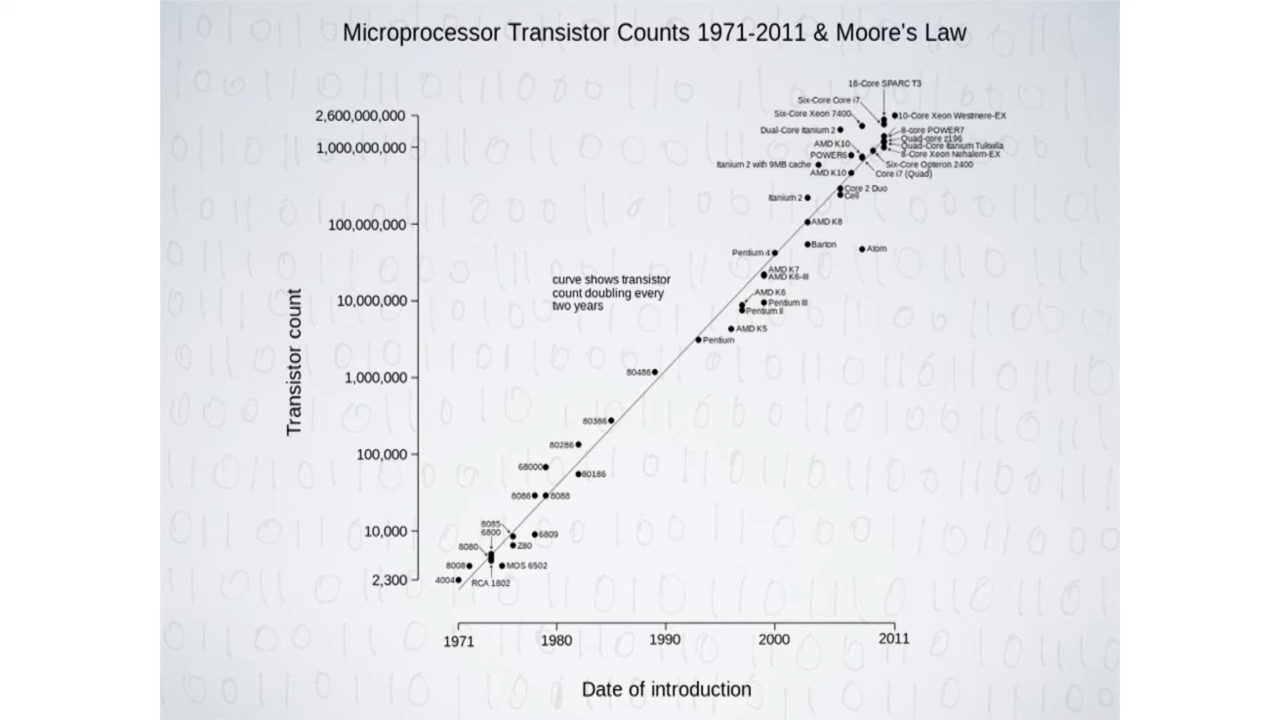 Microprocessor Transistor Counts 1971-2011 & Moore's Law
16-Core SPARC T3
Six-Core Core i7
Six-Core Xeon 7400
10-Core Xeon Westmere-EX
Dual-Core Itanium 2
8-core POWER7
Quad-core z196
AMD K10
Quad-Core Itanium Tukwila
POWER6
8-Core Xeon Nehalem-EX
Itanium 2 with 9MB cache
Six-Core Opteron 2400
AMD K10
Core i7 (Quad)
Core 2 Duo
Itanium 2
Cell
AMD K8
Barton
Atom
Pentium 4
AMD K7
AMD K6-III
curve shows transistor
count doubling every
two years
AMD K6
Pentium III
Pentium II
AMD K5
Pentium
80486
80386
80286
68000
80186
8086
8088
8085
6800
6809
8080
Z80
8008
MOS 6502
4004
RCA 1802
2,600,000,000
1,000,000,000
100,000,000
10,000,000
1,000,000
100,000
10,000
2,300
Transistor count
1971
1980
1990
2000
2011
Date of introduction